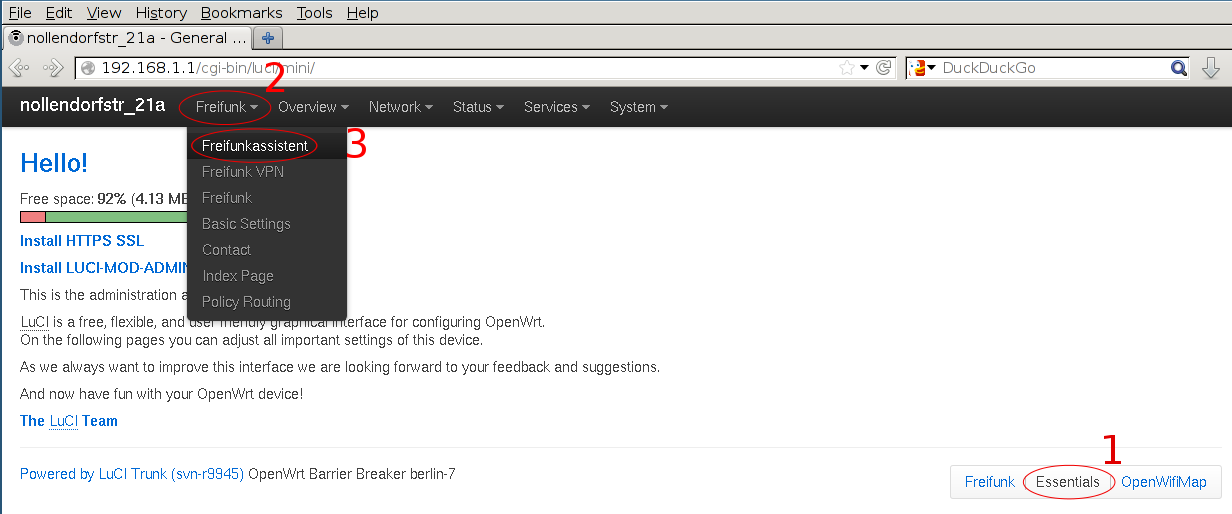 File Edit View History Bookmarks Tools Help
nollendorfstr_21a - General ...
192.168.1.1/cgi-bin/luci/mini/ DuckDuckGo
2
nollendorfstr_21a Freifunk Overview Network Status Services System
3
Freifunkassistent
Freifunk VPN
Freifunk
Basic Settings
Contact
Index Page
Policy Routing
Hello!
Free space: 92% (4.13 MB
Install HTTPS SSL
Install LUCI-MOD-ADMIN
This is the administration a
LuCI is a free, flexible, and user friendly graphical interface for configuring OpenWrt.
On the following pages you can adjust all important settings of this device.
As we always want to improve this interface we are looking forward to your feedback and suggestions.
And now have fun with your OpenWrt device!
The LuCI Team
1
Powered by LuCI Trunk (svn-r9945) OpenWrt Barrier Breaker berlin-7
Freifunk Essentials OpenWifiMap